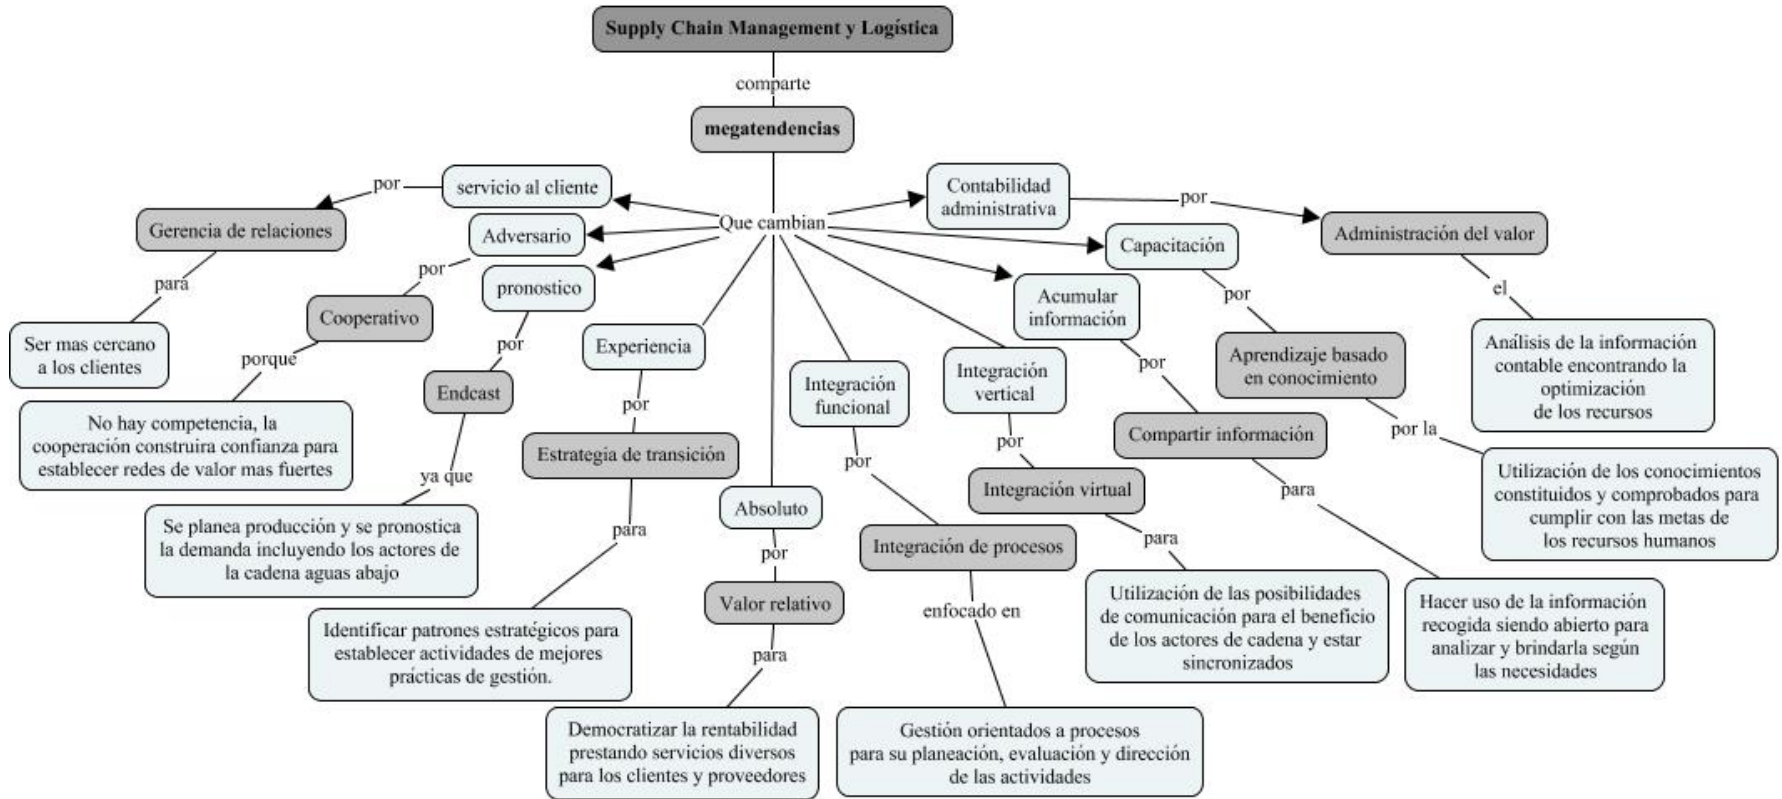 Supply Chain Management y Logística
comparte
megatendencias
Que cambian
servicio al cliente
por
Gerencia de relaciones
para
Ser mas cercano
a los clientes
Adversario
por
Cooperativo
porque
No hay competencia, la
cooperación construira confianza para
establecer redes de valor mas fuertes
pronostico
por
Endcast
ya que
Se planea producción y se pronostica
la demanda incluyendo los actores de
la cadena aguas abajo
Experiencia
por
Estrategia de transición
para
Identificar patrones estratégicos para
establecer actividades de mejores
prácticas de gestión.
Absoluto
por
Valor relativo
para
Democratizar la rentabilidad
prestando servicios diversos
para los clientes y proveedores
Integración
funcional
por
Integración de procesos
enfocado en
Gestión orientados a procesos
para su planeación, evaluación y dirección
de las actividades
Integración
vertical
por
Integración virtual
para
Utilización de las posibilidades
de comunicación para el beneficio
de los actores de cadena y estar
sincronizados
Acumular
información
por
Compartir información
para
Hacer uso de la información
recogida siendo abierto para
analizar y brindarla según
las necesidades
Capacitación
por
Aprendizaje basado
en conocimiento
por la
Utilización de los conocimientos
constituidos y comprobados para
cumplir con las metas de
los recursos humanos
Contabilidad
administrativa
por
Administración del valor
el
Análisis de la información
contable encontrando la
optimización
de los recursos